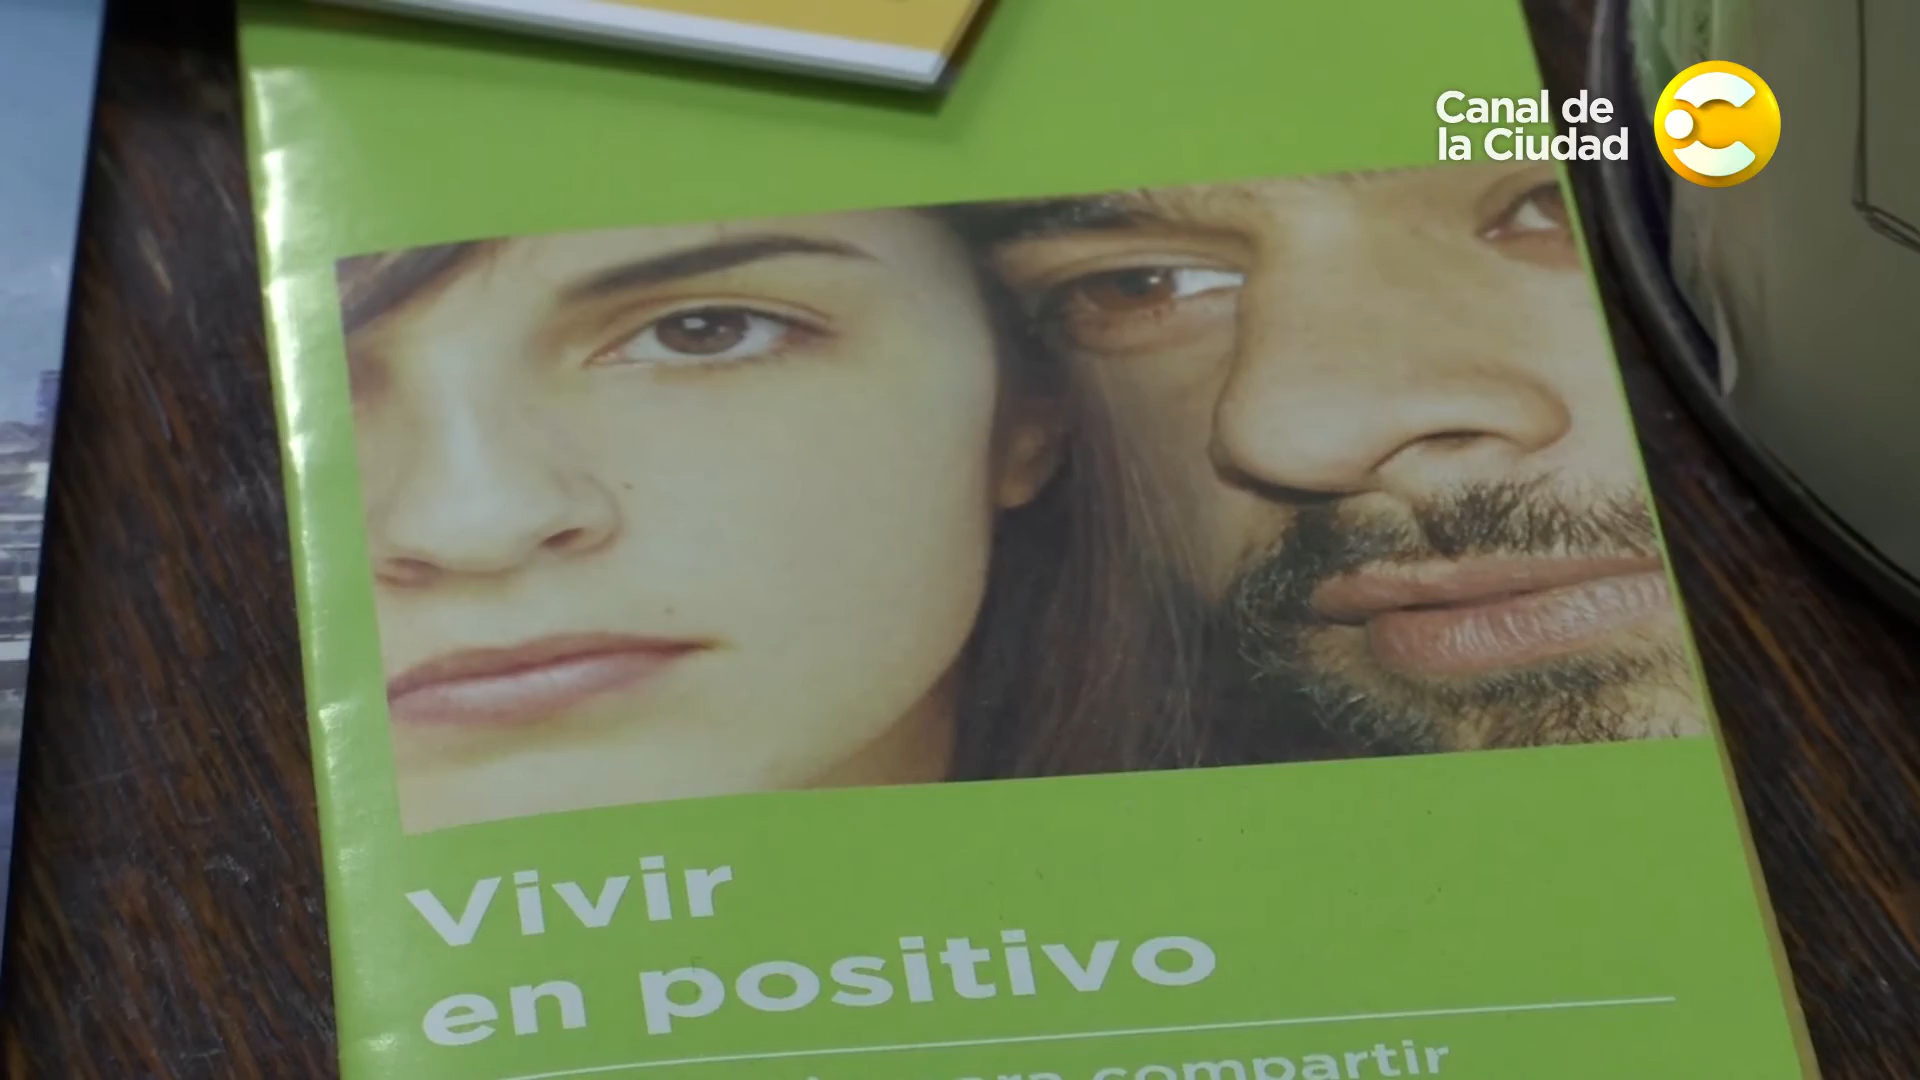 Canal de
la Ciudad
Vivir
en positivo
compartir